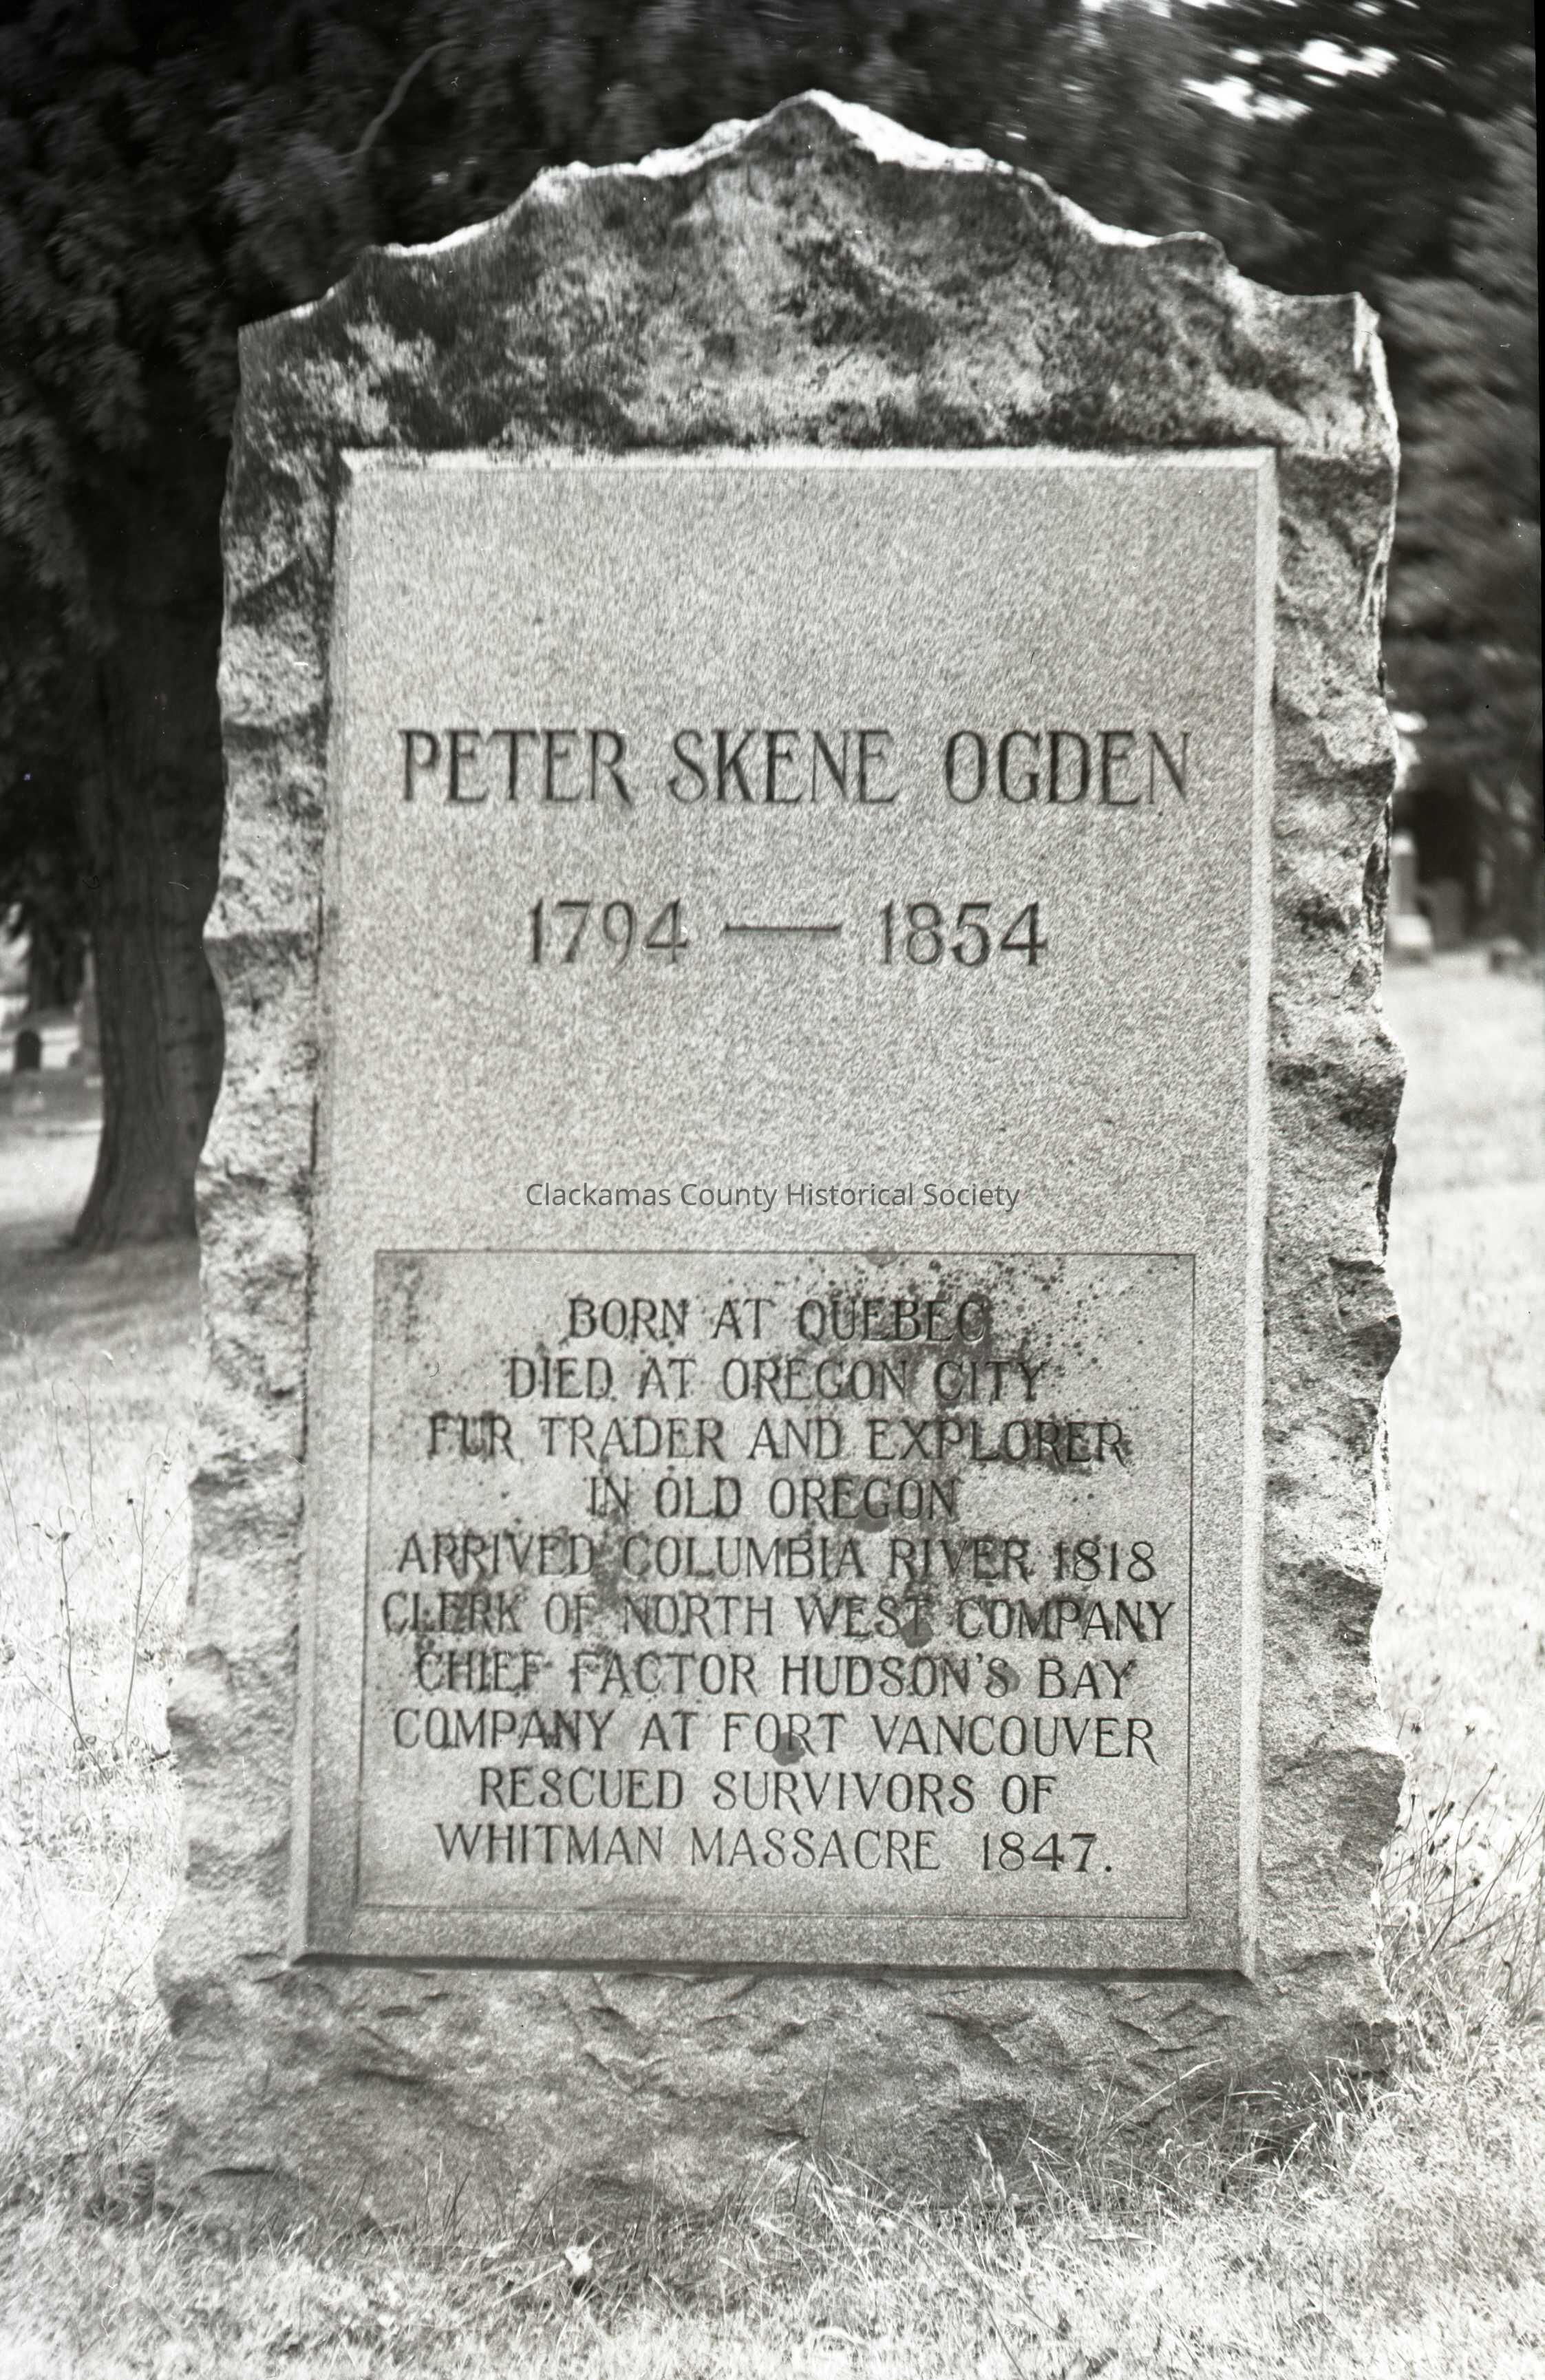 PETER SKENE OGDEN
1794 — 1854
Clackamas County Historical Society
BORN AT QUEBEC
DIED AT OREGON CITY
FUR TRADER AND EXPLORER
IN OLD OREGON
ARRIVED COLUMBIA RIVER 1818
CLERK OF NORTH WEST COMPANY
CHIEF FACTOR HUDSON'S BAY
COMPANY AT FORT VANCOUVER
RESCUED SURVIVORS OF
WHITMAN MASSACRE 1847.